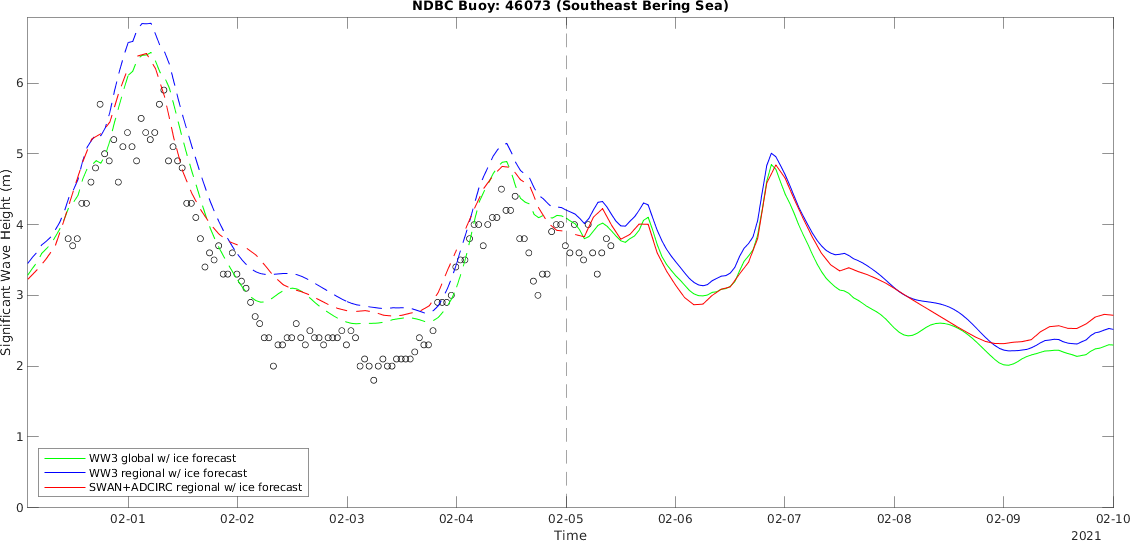 NDBC Buoy: 46073 (Southeast Bering Sea)
Significant Wave Height (m)
6
5
4
3
2
1
0
WW3 global w/ ice forecast
WW3 regional w/ ice forecast
SWAN+ADCIRC regional w/ ice forecast
02-01 02-02 02-03 02-04 02-05 02-06 02-07 02-08 02-09 02-10
Time
2021